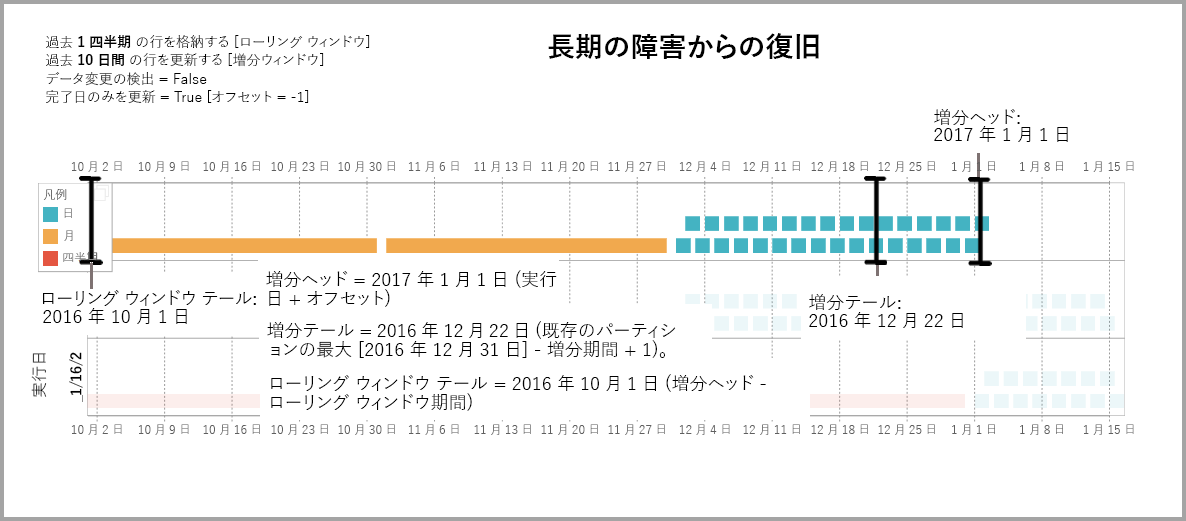 過去 1 四半期 の行を格納する [ローリング ウィンドウ]
過去 10 日間 の行を更新する [増分ウィンドウ]
データ変更の検出 = False
完了日のみを更新 = True [オフセット = -1]
長期の障害からの復旧
増分ヘッド:
2017 年 1 月 1 日
10 月 2 日 10 月 9 日 10 月 16 日 10 月 23 日 10 月 30 日 11 月 6 日 11 月 13 日 11 月 20 日 11 月 27 日 12 月 4 日 12 月 11 日 12 月 18 日 12 月 25 日 1 月 1 日 1 月 8 日 1 月 15 日
凡例
日
月
四半期
ローリング ウィンドウ テール:
2016 年 10 月 1 日
増分ヘッド = 2017 年 1 月 1 日 (実行
日 + オフセット)
増分テール = 2016 年 12 月 22 日 (既存のパーティシ
ョンの最大 [2016 年 12 月 31 日] - 増分期間 + 1)。
ローリング ウィンドウ テール = 2016 年 10 月 1 日 (増分ヘッド -
ローリング ウィンドウ期間)
増分テール:
2016 年 12 月 22 日
実行日
1/16/2
10 月 2 日 10 月 9 日 10 月 16 日 10 月 23 日 10 月 30 日 11 月 6 日 11 月 13 日 11 月 20 日 11 月 27 日 12 月 4 日 12 月 11 日 12 月 18 日 12 月 25 日 1 月 1 日 1 月 8 日 1 月 15 日